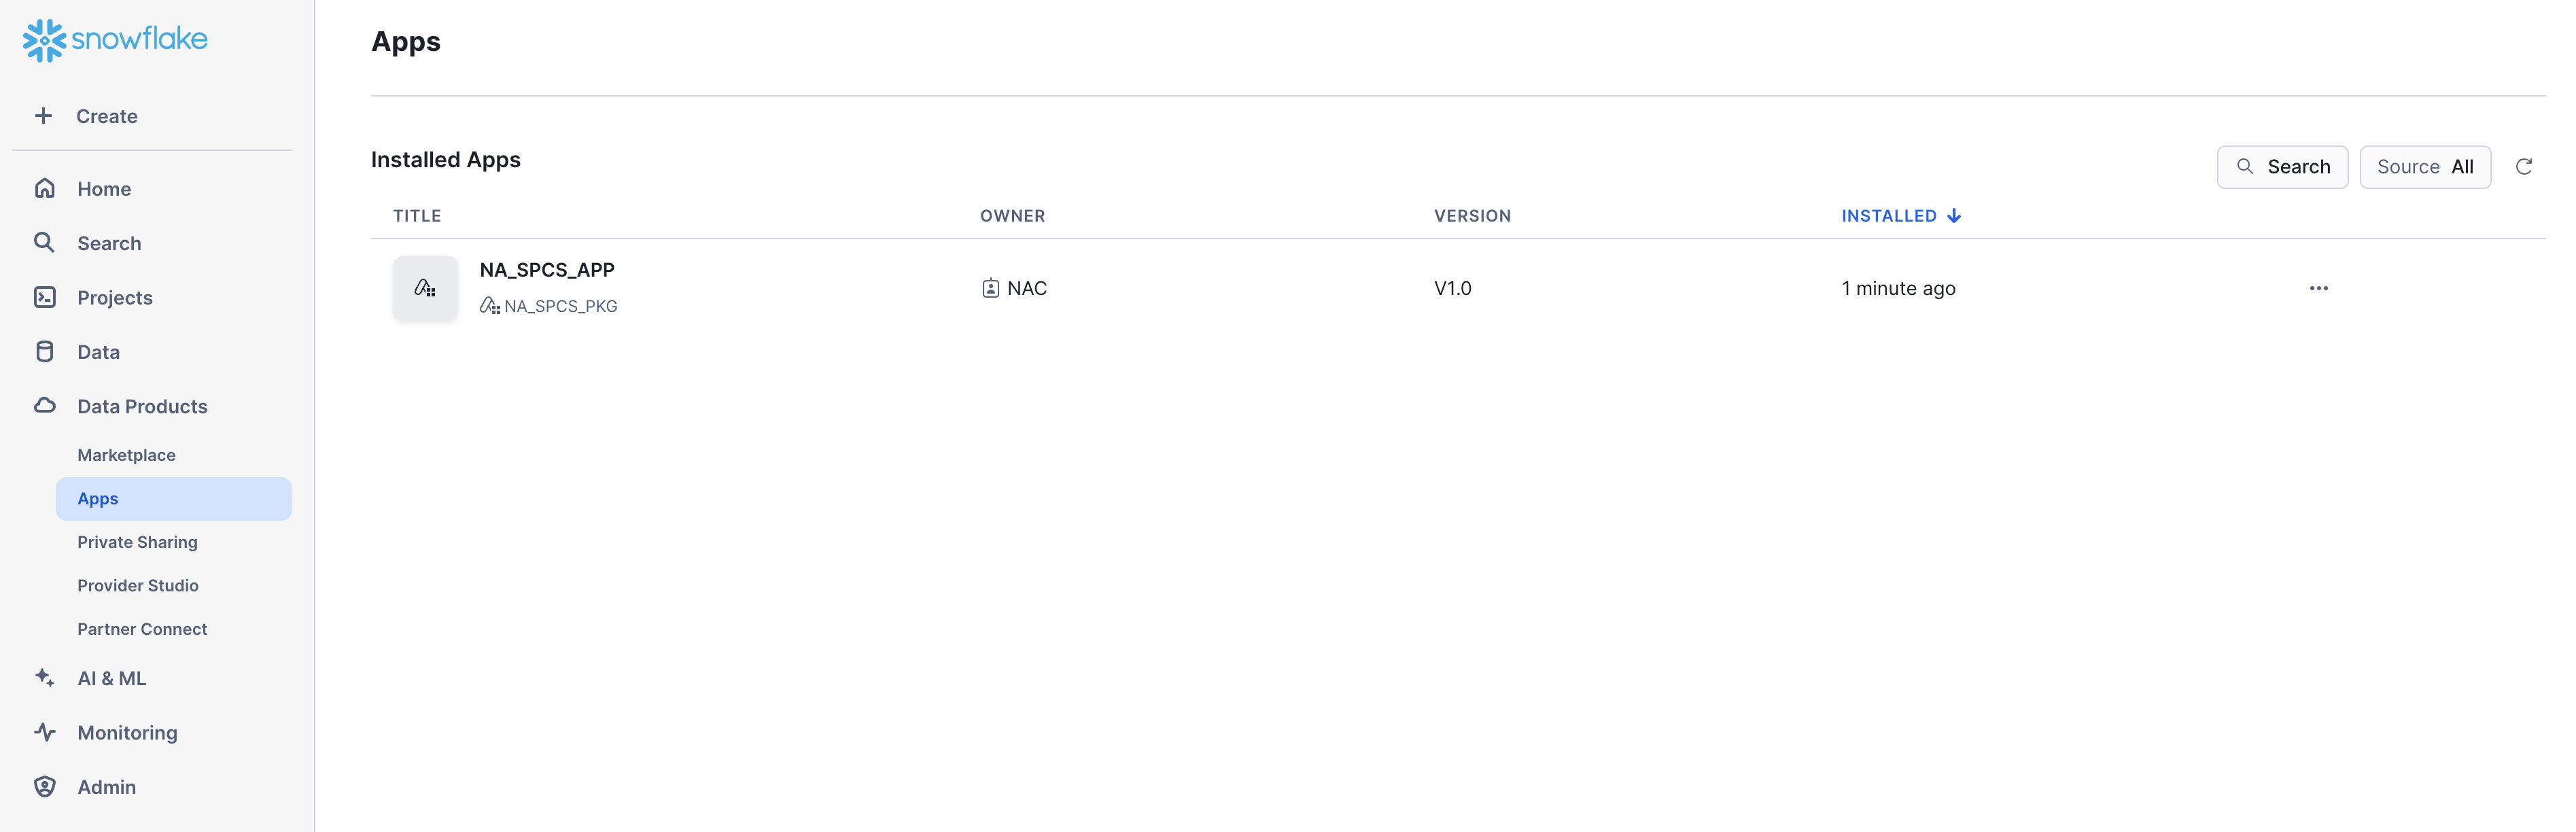 snowflake
Create
Home
Search
Projects
Data
Data Products
Marketplace
Apps
Private Sharing
Provider Studio
Partner Connect
AI & ML
Monitoring
Admin
Apps
Installed Apps
Search
Source All
TITLE OWNER VERSION INSTALLED
NA_SPCS_APP
NA_SPCS_PKG
NAC
V1.0
1 minute ago